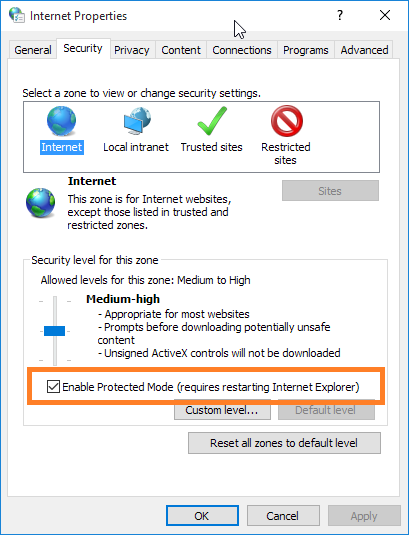 Internet Properties
?
General Security Privacy Content Connections Programs Advanced
Select a zone to view or change security settings.
Internet Local intranet Trusted sites Restricted
sites
Internet
This zone is for Internet websites,
except those listed in trusted and
restricted zones.
Sites
Security level for this zone
Allowed levels for this zone: Medium to High
Medium-high
- Appropriate for most websites
- Prompts before downloading potentially unsafe
content
- Unsigned ActiveX controls will not be downloaded
Enable Protected Mode (requires restarting Internet Explorer)
Custom level... Default level
Reset all zones to default level
OK Cancel Apply